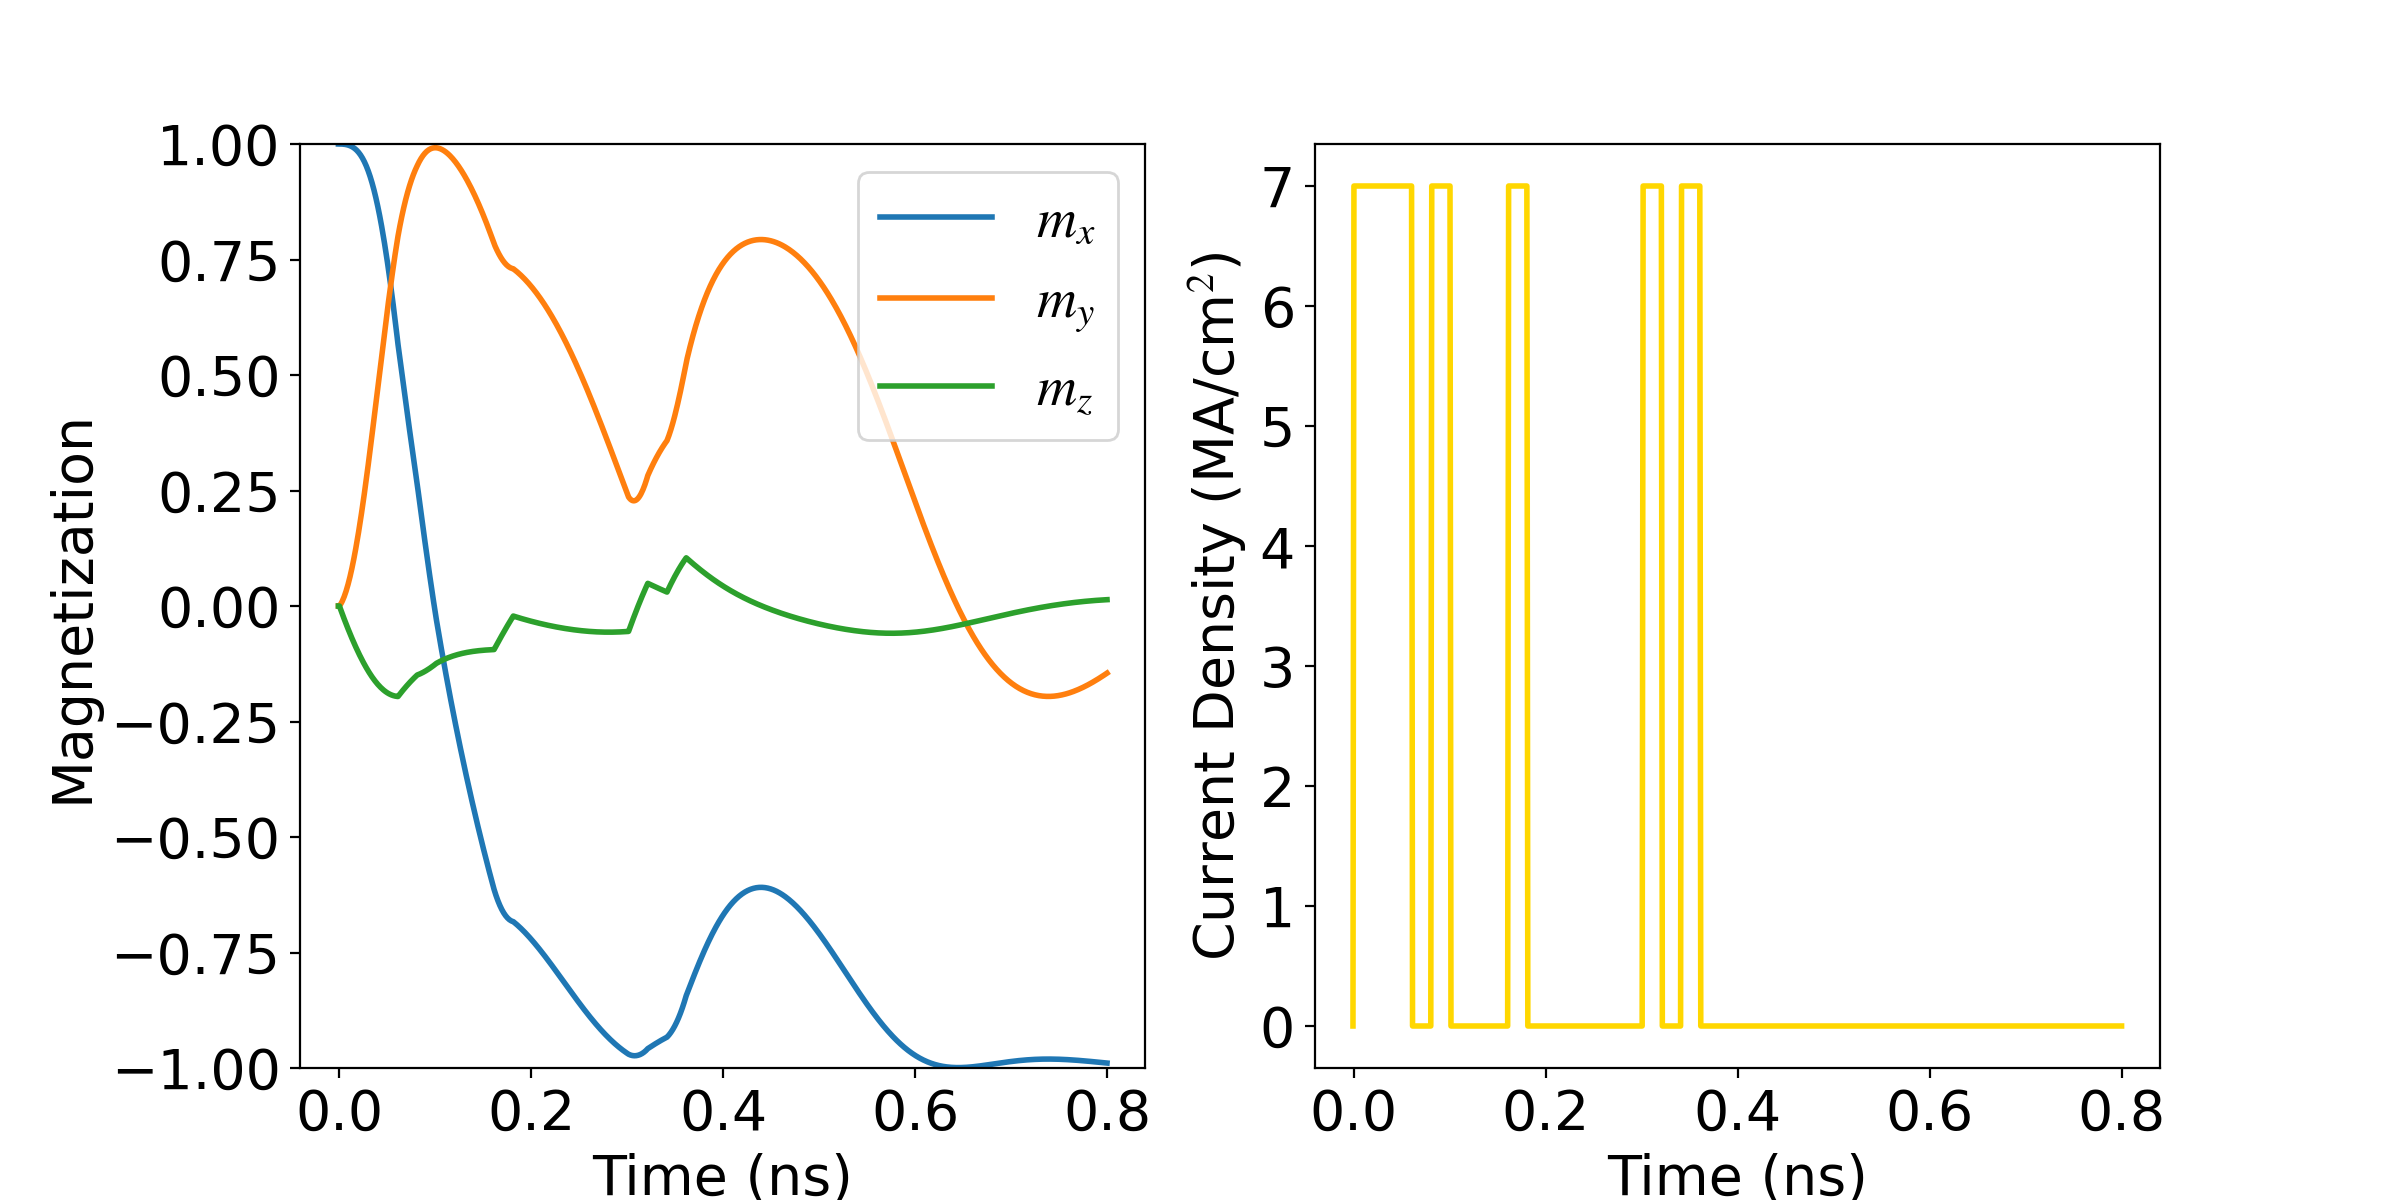 Magnetization
1.00
0.75
0.50
0.25
0.00
−0.25
−0.50
−0.75
−1.00
0.0 0.2 0.4 0.6 0.8
Time (ns)
m_x
m_y
m_z
Current Density (MA/cm²)
7
6
5
4
3
2
1
0
0.0 0.2 0.4 0.6 0.8
Time (ns)